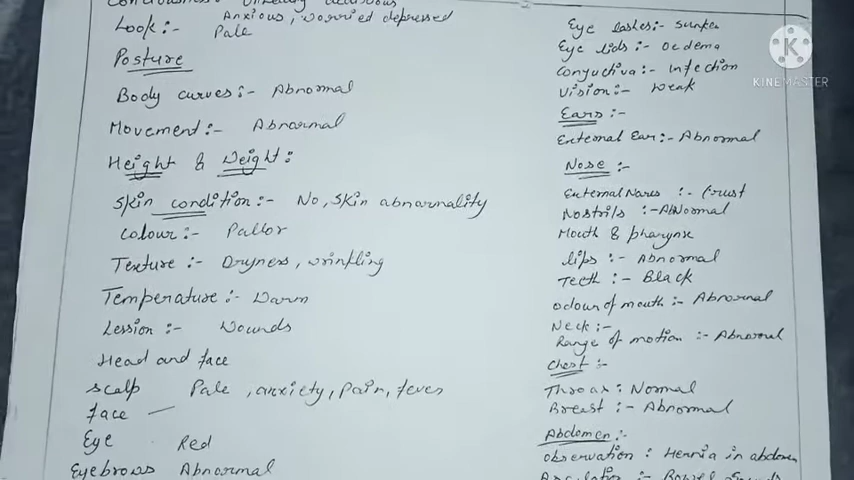 Look:- Anxious, worried depressed
Pale
Posture
Body curves:- Abnormal
Movement:- Abnormal
Height & Weight:
Skin condition:- No, skin abnarmality
Colour:- Pallor
Texture:- Dryness, wrinkling
Temperature:- Warm
Lession:- Wounds
Head and face
Scalp Pale, anxiety, pain, fever
face —
Eye Red
Eyebrows Abnarmal
Eye lashes:- Sunken
Eye lids:- Oedema
Conjuctiva:- Infection
Vision:- Weak
Ears:-
External Ear:- Abnormal
Nose:-
External Nares:- Crust
Nostrils:- AbNormal
Mouth & pharynx
Lips:- Abnormal
Teeth:- Black
Odour of mouth:- Abnormal
Neck:-
Range of motion:- Abnormal
Chest:-
Thorax: Normal
Breast:- Abnormal
Abdomen:-
Observation: Hernia in abdomen
KINEMASTER